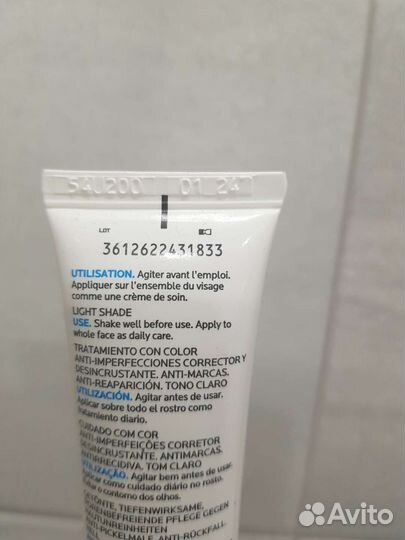 54U200 01 24
LOT
3612622431833
UTILISATION. Agiter avant l'emploi.
Appliquer sur l'ensemble du visage
comme une crème de soin.
LIGHT SHADE
USE. Shake well before use. Apply to
whole face as daily care.
TRATAMIENTO CON COLOR
ANTI-IMPERFECCIONES CORRECTOR Y
DESINCRUSTANTE, ANTI-MARCAS,
ANTI-REAPARICIÓN. TONO CLARO
UTILIZACIÓN. Agitar antes de usar.
Aplicar sobre todo el rostro como
tratamiento diario.
CUIDADO COM COR
ANTI-IMPERFEIÇÕES CORRETOR
DESINCRUSTANTE, ANTIMARCAS,
ANTIRRECIDIVA. TOM CLARO
UTILIZAÇÃO. Agitar bem antes de usar.
Aplicar como cuidado diário no rosto.
o contorno dos olhos.
GETÖNTE, TIEFENWIRKSAME,
PORENBEFREIENDE PFLEGE GEGEN
HAUTUNREINHEITEN
ANTI-PICKELMALE, ANTI-RÜCKFALL
Avito